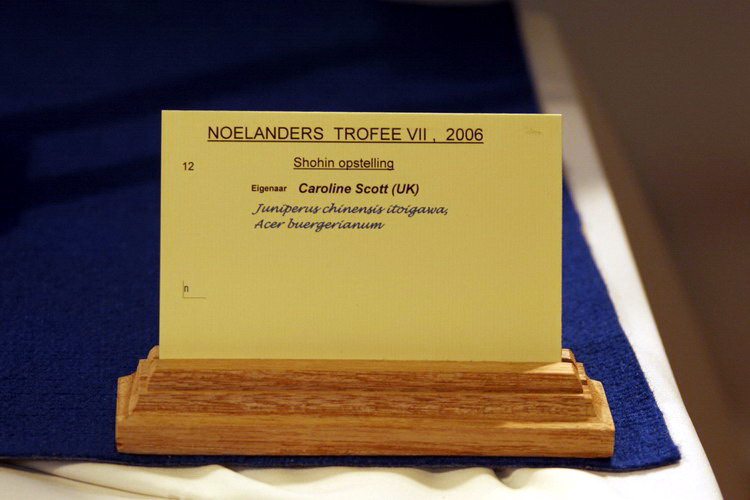 NOELANDERS TROFEE VII , 2006
12
Shohin opstelling
Eigenaar Caroline Scott (UK)
Juniperus chinensis itoigawa,
Acer buergerianum
n